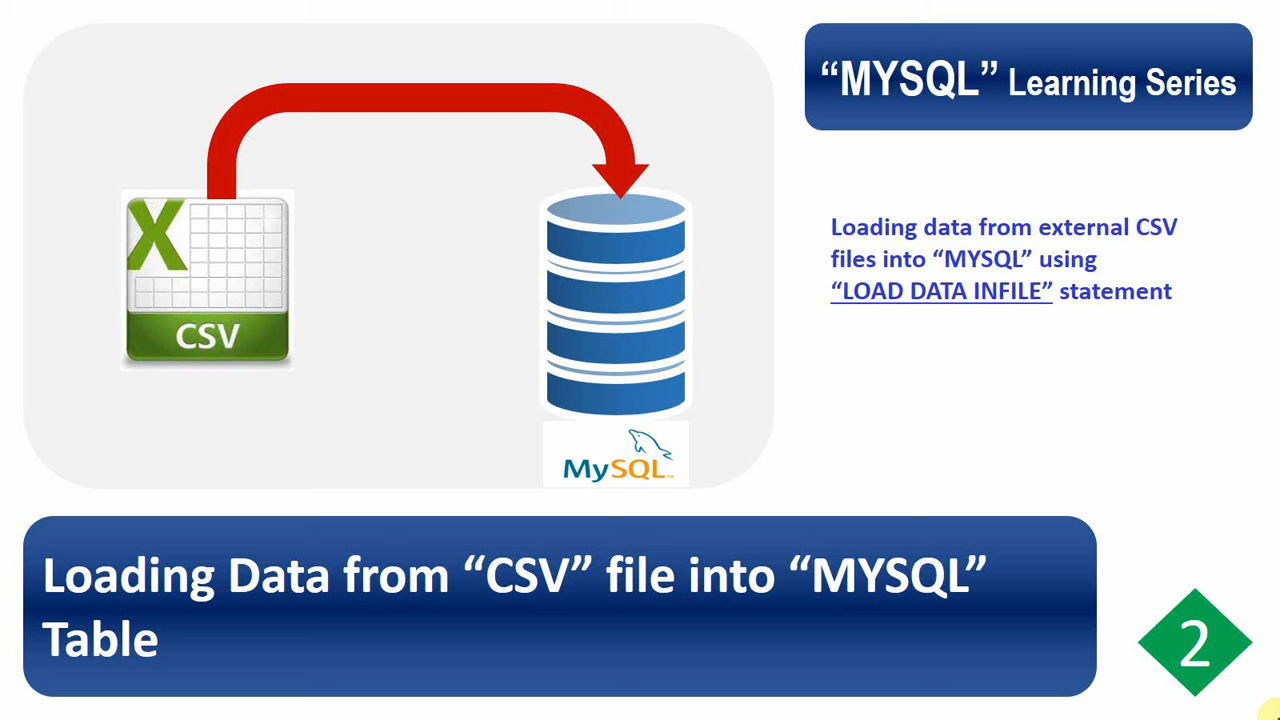 “MYSQL” Learning Series
Loading data from external CSV
files into “MYSQL” using
“LOAD DATA INFILE” statement
X
CSV
MySQL™
Loading Data from “CSV” file into “MYSQL”
Table
2